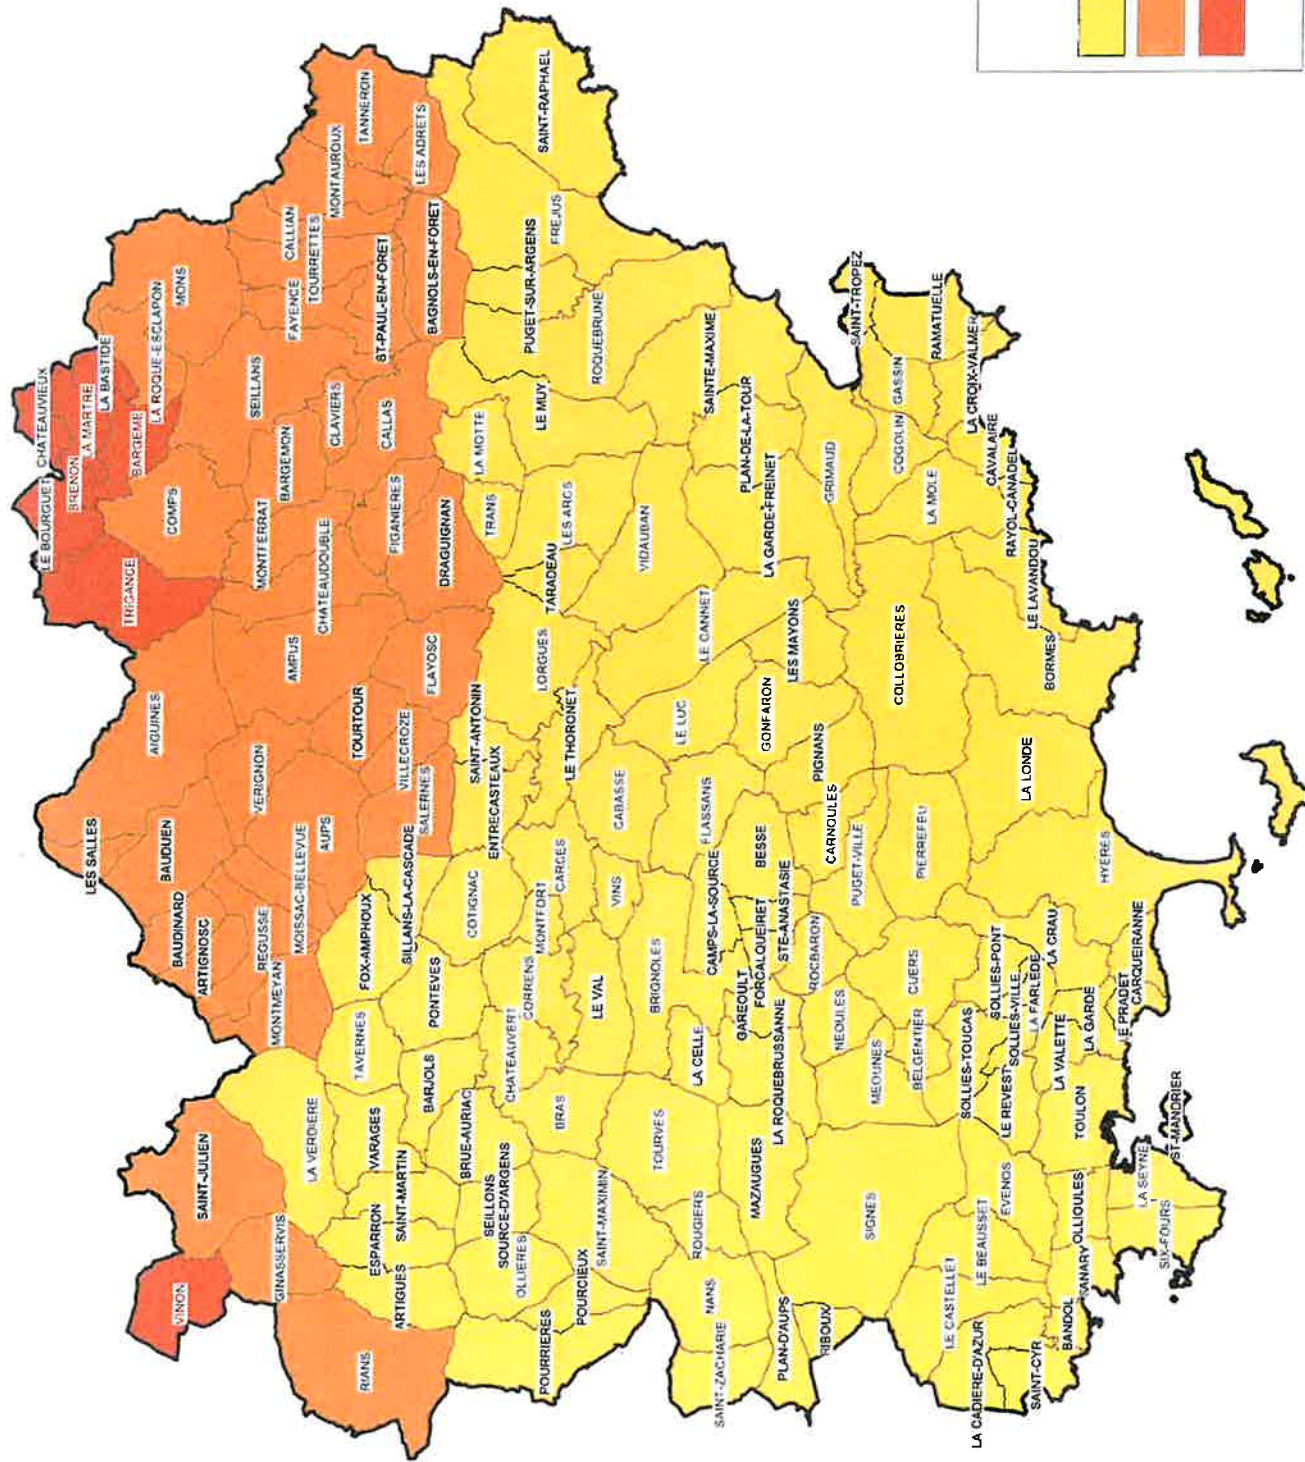 VINON
SAINT-JULIEN
GINASSERVIS
RIANS
ARTIGUES
ESPARRON
SAINT-MARTIN
VARAGES
LA VERDIERE
BARJOLS
BRUE-AURIAC
SEILLONS
SOURCE-D'ARGENS
OLLIERES
POURCIEUX
POURRIERES
SAINT-MAXIMIN
BRAS
TOURVES
ROUGIERS
NANS
SAINT-ZACHARIE
PLAN-D'AUPS
RIBOUX
MAZAUGUES
SIGNES
LE CASTELLET
LE BEAUSSET
LA CADIERE-D'AZUR
SAINT-CYR
BANDOL
SANARY
OLLIOULES
EVENOS
SIX-FOURS
LA SEYNE
ST-MANDRIER
TOULON
LE REVEST
LA VALETTE
LA GARDE
LE PRADET
CARQUEIRANNE
LA CRAU
LA FARLEDE
SOLLIES-VILLE
SOLLIES-PONT
SOLLIES-TOUCAS
BELGENTIER
MEOUNES
NEOULES
CUERS
ROCBARON
LA ROQUEBRUSSANNE
GAREOULT
FORCALQUEIRET
STE-ANASTASIE
CAMPS-LA-SOURCE
LA CELLE
BRIGNOLES
LE VAL
VINS
CHATEAUVERT
CORRENS
MONTFORT
CARCES
COTIGNAC
PONTEVES
TAVERNES
FOX-AMPHOUX
SILLANS-LA-CASCADE
MONTMEYAN
REGUSSE
ARTIGNOSC
BAUDINARD
BAUDUEN
LES SALLES
MOISSAC-BELLEVUE
AUPS
VERIGNON
AIGUINES
TOURTOUR
VILLECROZE
SALERNES
SAINT-ANTONIN
ENTRECASTEAUX
LE THORONET
LORGUES
CABASSE
FLASSANS
BESSE
LE LUC
GONFARON
PIGNANS
CARNOULES
PUGET-VILLE
PIERREFEU
LA LONDE
HYERES
BORMES
LE LAVANDOU
COLLOBRIERES
LES MAYONS
LE CANNET
VIDAUBAN
TARADEAU
LES ARCS
TRANS
LA MOTTE
DRAGUIGNAN
FLAYOSC
AMPUS
CHATEAUDOUBLE
MONTFERRAT
FIGANIERES
CALLAS
CLAVIERS
BARGEMON
SEILLANS
COMPS
TRIGANCE
LE BOURGUET
BRENON
CHATEAUVIEUX
LA MARTRE
BARGEME
LA BASTIDE
LA ROQUE-ESCLAPON
MONS
FAYENCE
TOURRETTES
CALLIAN
MONTAUROUX
TANNERON
LES ADRETS
ST-PAUL-EN-FORET
BAGNOLS-EN-FORET
SAINT-RAPHAEL
FREJUS
PUGET-SUR-ARGENS
ROQUEBRUNE
LE MUY
SAINTE-MAXIME
PLAN-DE-LA-TOUR
LA GARDE-FREINET
GRIMAUD
COGOLIN
GASSIN
SAINT-TROPEZ
RAMATUELLE
LA CROIX-VALMER
CAVALAIRE
LA MOLE
RAYOL-CANADEL